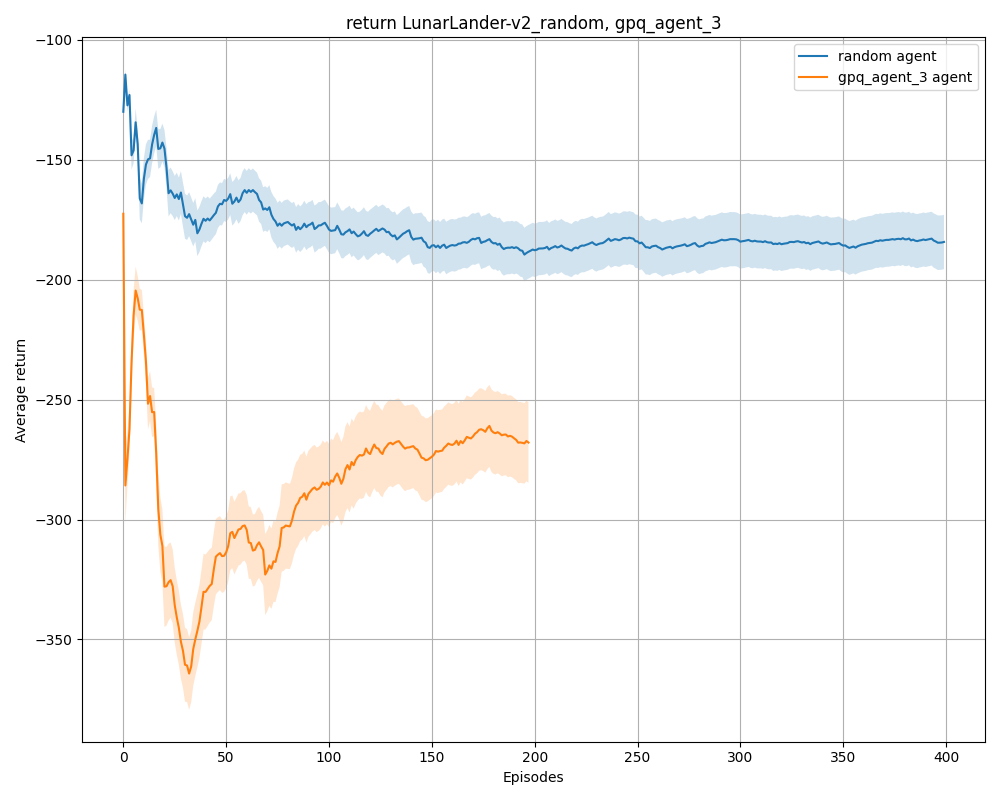 return LunarLander-v2_random, gpq_agent_3
random agent
gpq_agent_3 agent
Average return
−100
−150
−200
−250
−300
−350
0 50 100 150 200 250 300 350 400
Episodes